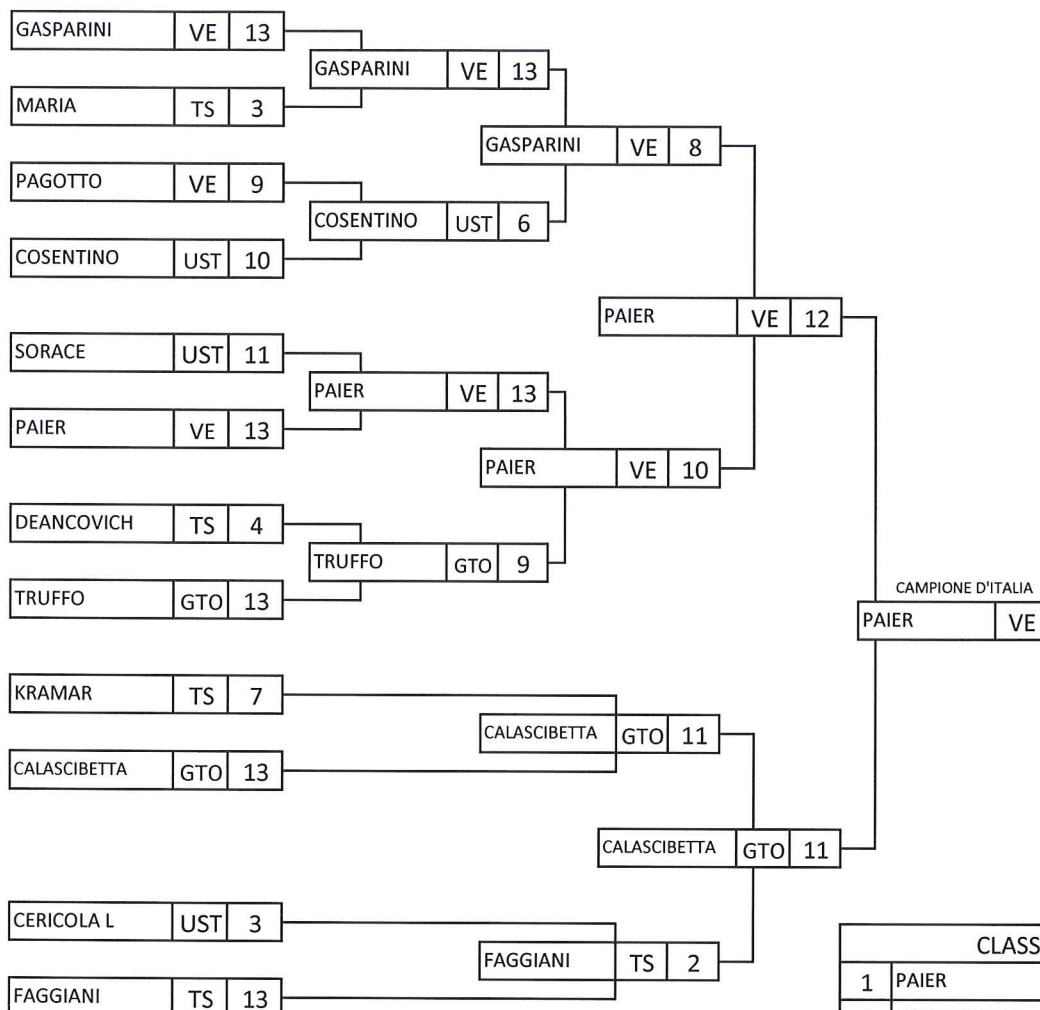 GASPARINI VE 13
GASPARINI VE 13
MARIA TS 3
GASPARINI VE 8
PAGOTTO VE 9
COSENTINO UST 6
COSENTINO UST 10
PAIER VE 12
SORACE UST 11
PAIER VE 13
PAIER VE 13
PAIER VE 10
DEANCOVICH TS 4
TRUFFO GTO 9
TRUFFO GTO 13
CAMPIONE D'ITALIA
PAIER VE
KRAMAR TS 7
CALASCIBETTA GTO 11
CALASCIBETTA GTO 13
CALASCIBETTA GTO 11
CERICOLA L UST 3
FAGGIANI TS 2
CLASS
1 PAIER
FAGGIANI TS 13